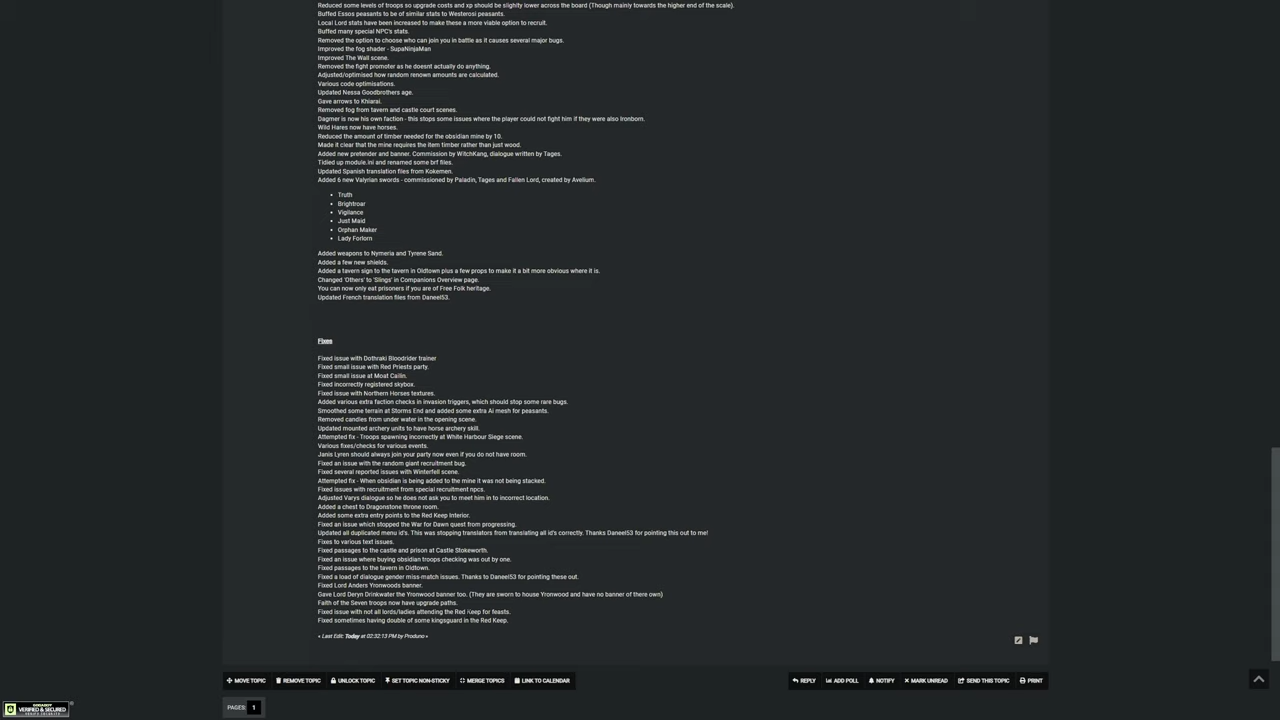 Reduced some levels of troops so upgrade costs and xp should be slightly lower across the board (Though mainly towards the higher end of the scale).
Buffed Essos peasants to be of similar stats to Westerosi peasants.
Local Lord stats have been increased to make these a more viable option to recruit.
Buffed many special NPC's stats.
Removed the option to choose who can join you in battle as it causes several major bugs.
Improved the fog shader - SupaNinjaMan
Improved The Wall scene.
Removed the fight promoter as he doesnt actually do anything.
Adjusted/optimised how random renown amounts are calculated.
Various code optimisations.
Updated Nessa Goodbrothers age.
Gave arrows to Khiarai.
Removed fog from tavern and castle court scenes.
Dagmer is now his own faction - this stops some issues where the player could not fight him if they were also Ironborn.
Wild Hares now have horses.
Reduced the amount of timber needed for the obsidian mine by 10.
Made it clear that the mine requires the item timber rather than just wood.
Added new pretender and banner. Commission by WitchKang, dialogue written by Tages.
Tidied up module.ini and renamed some brf files.
Updated Spanish translation files from Kokemen.
Added 6 new Valyrian swords - commissioned by Paladin, Tages and Fallen Lord, created by Avelium.
• Truth
• Brightroar
• Vigilance
• Just Maid
• Orphan Maker
• Lady Forlorn
Added weapons to Nymeria and Tyrene Sand.
Added a few new shields.
Added a tavern sign to the tavern in Oldtown plus a few props to make it a bit more obvious where it is.
Changed 'Others' to 'Slings' in Companions Overview page.
You can now only eat prisoners if you are of Free Folk heritage.
Updated French translation files from Daneel53.
Fixes
Fixed issue with Dothraki Bloodrider trainer
Fixed small issue with Red Priests party.
Fixed small issue at Moat Cailin.
Fixed incorrectly registered skybox.
Fixed issue with Northern Horses textures.
Added various extra faction checks in invasion triggers, which should stop some rare bugs.
Smoothed some terrain at Storms End and added some extra Ai mesh for peasants.
Removed candles from under water in the opening scene.
Updated mounted archery units to have horse archery skill.
Attempted fix - Troops spawning incorrectly at White Harbour Siege scene.
Various fixes/checks for various events.
Janis Lyren should always join your party now even if you do not have room.
Fixed an issue with the random giant recruitment bug.
Fixed several reported issues with Winterfell scene.
Attempted fix - When obsidian is being added to the mine it was not being stacked.
Fixed issues with recruitment from special recruitment npcs.
Adjusted Varys dialogue so he does not ask you to meet him in to incorrect location.
Added a chest to Dragonstone throne room.
Added some extra entry points to the Red Keep Interior.
Fixed an issue which stopped the War for Dawn quest from progressing.
Updated all duplicated menu id's. This was stopping translators from translating all id's correctly. Thanks Daneel53 for pointing this out to me!
Fixes to various text issues.
Fixed passages to the castle and prison at Castle Stokeworth.
Fixed an issue where buying obsidian troops checking was out by one.
Fixed passages to the tavern in Oldtown.
Fixed a load of dialogue gender miss-match issues. Thanks to Daneel53 for pointing these out.
Fixed Lord Anders Yronwoods banner.
Gave Lord Deryn Drinkwater the Yronwood banner too. (They are sworn to house Yronwood and have no banner of there own)
Faith of the Seven troops now have upgrade paths.
Fixed issue with not all lords/ladies attending the Red Keep for feasts.
Fixed sometimes having double of some kingsguard in the Red Keep.
« Last Edit: Today at 02:32:13 PM by Produno »
MOVE TOPIC REMOVE TOPIC UNLOCK TOPIC SET TOPIC NON-STICKY MERGE TOPICS LINK TO CALENDAR REPLY ADD POLL NOTIFY MARK UNREAD SEND THIS TOPIC PRINT
PAGES: 1
GODADDY
VERIFIED & SECURED